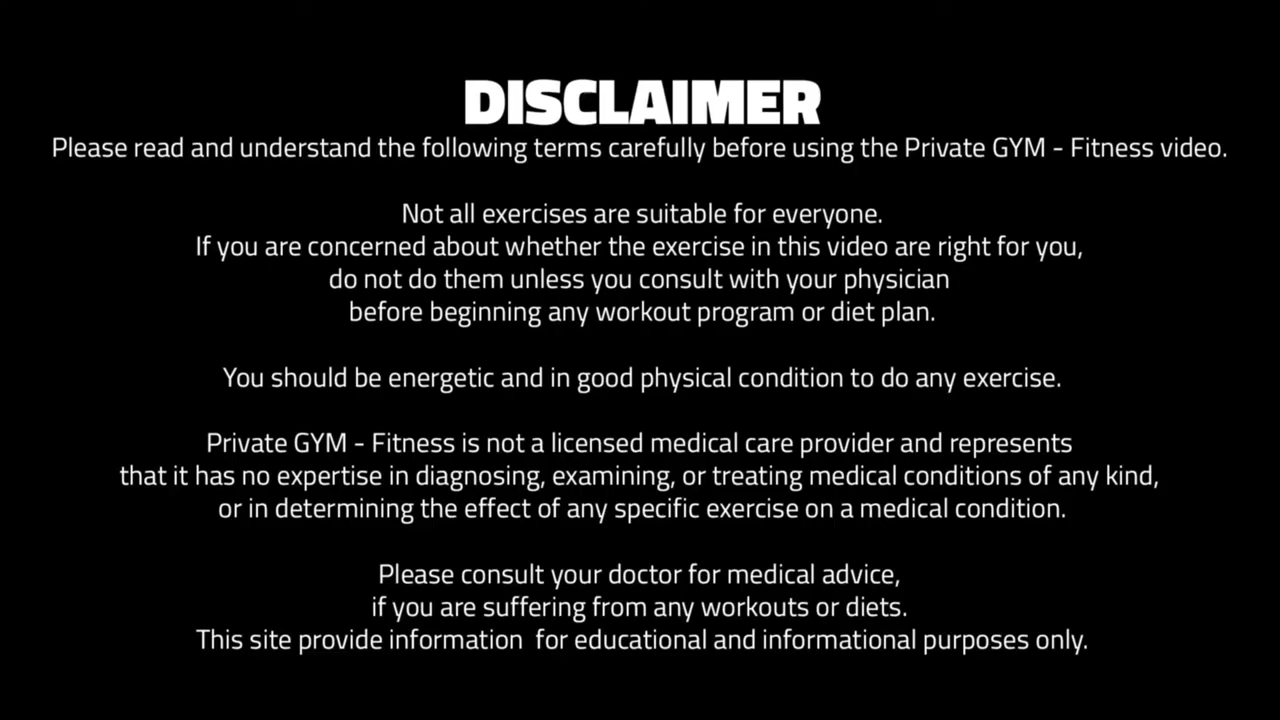 DISCLAIMER
Please read and understand the following terms carefully before using the Private GYM - Fitness video.
Not all exercises are suitable for everyone.
If you are concerned about whether the exercise in this video are right for you,
do not do them unless you consult with your physician
before beginning any workout program or diet plan.
You should be energetic and in good physical condition to do any exercise.
Private GYM - Fitness is not a licensed medical care provider and represents
that it has no expertise in diagnosing, examining, or treating medical conditions of any kind,
or in determining the effect of any specific exercise on a medical condition.
Please consult your doctor for medical advice,
if you are suffering from any workouts or diets.
This site provide information  for educational and informational purposes only.